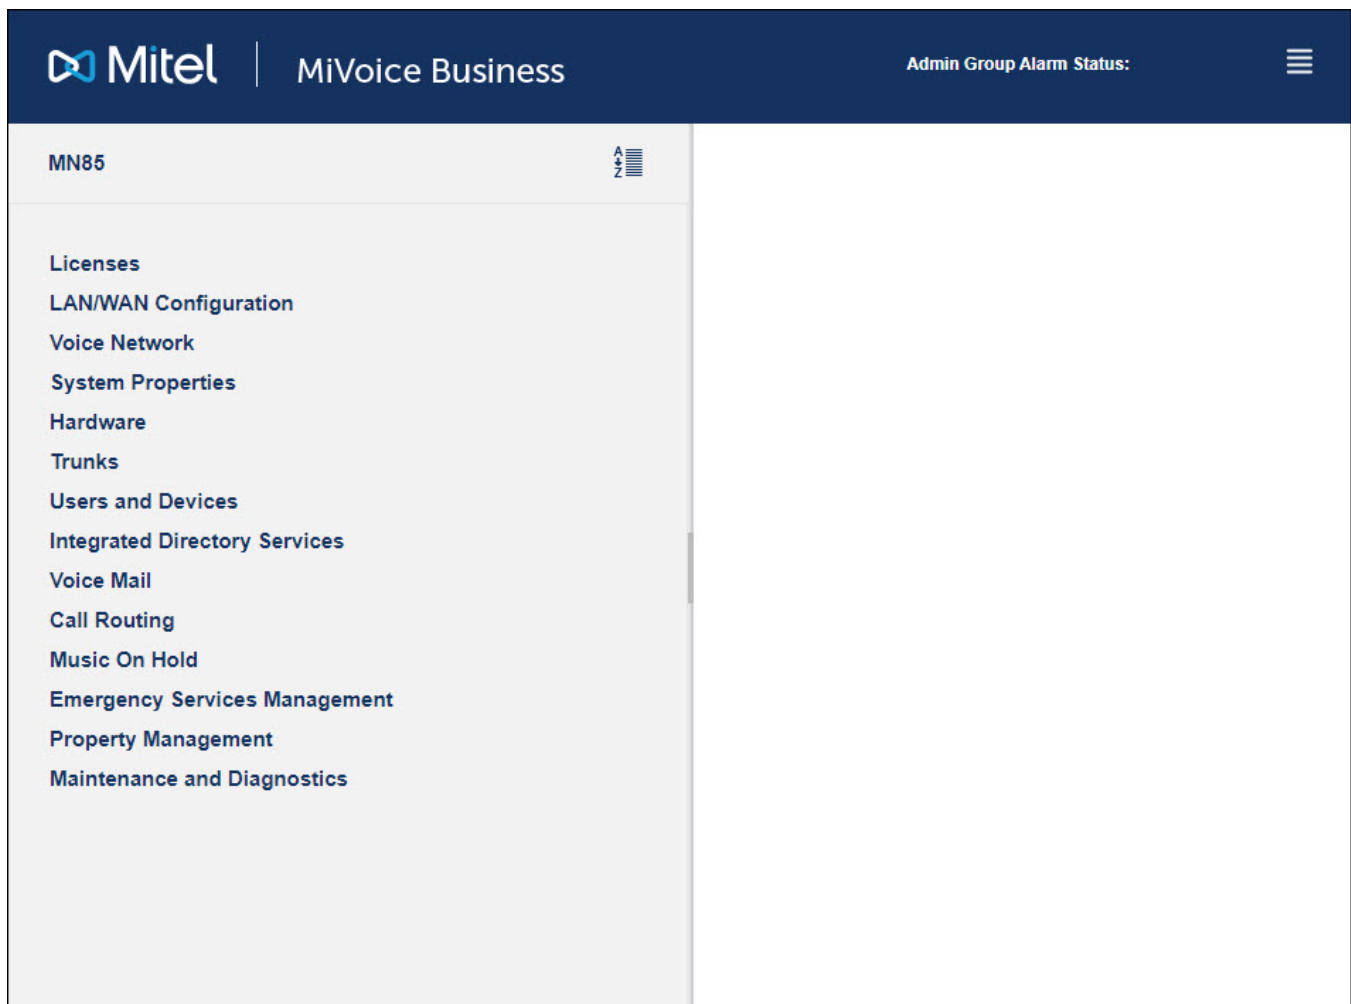 Mitel MiVoice Business Admin Group Alarm Status:
MN85
A
Z
Licenses
LAN/WAN Configuration
Voice Network
System Properties
Hardware
Trunks
Users and Devices
Integrated Directory Services
Voice Mail
Call Routing
Music On Hold
Emergency Services Management
Property Management
Maintenance and Diagnostics